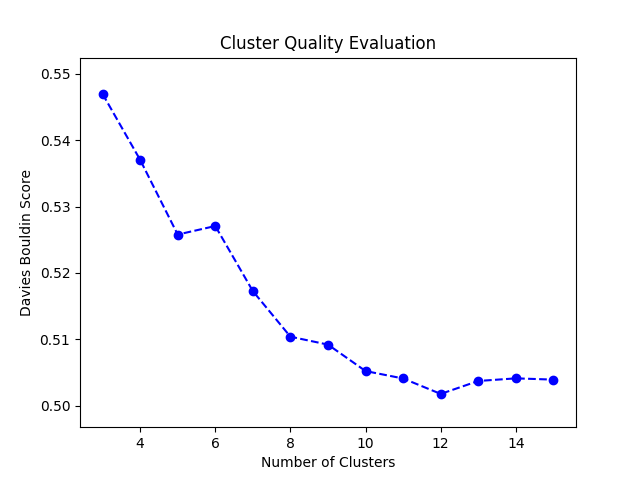 Cluster Quality Evaluation
0.55
0.54
0.53
0.52
0.51
0.50
Davies Bouldin Score
4 6 8 10 12 14
Number of Clusters